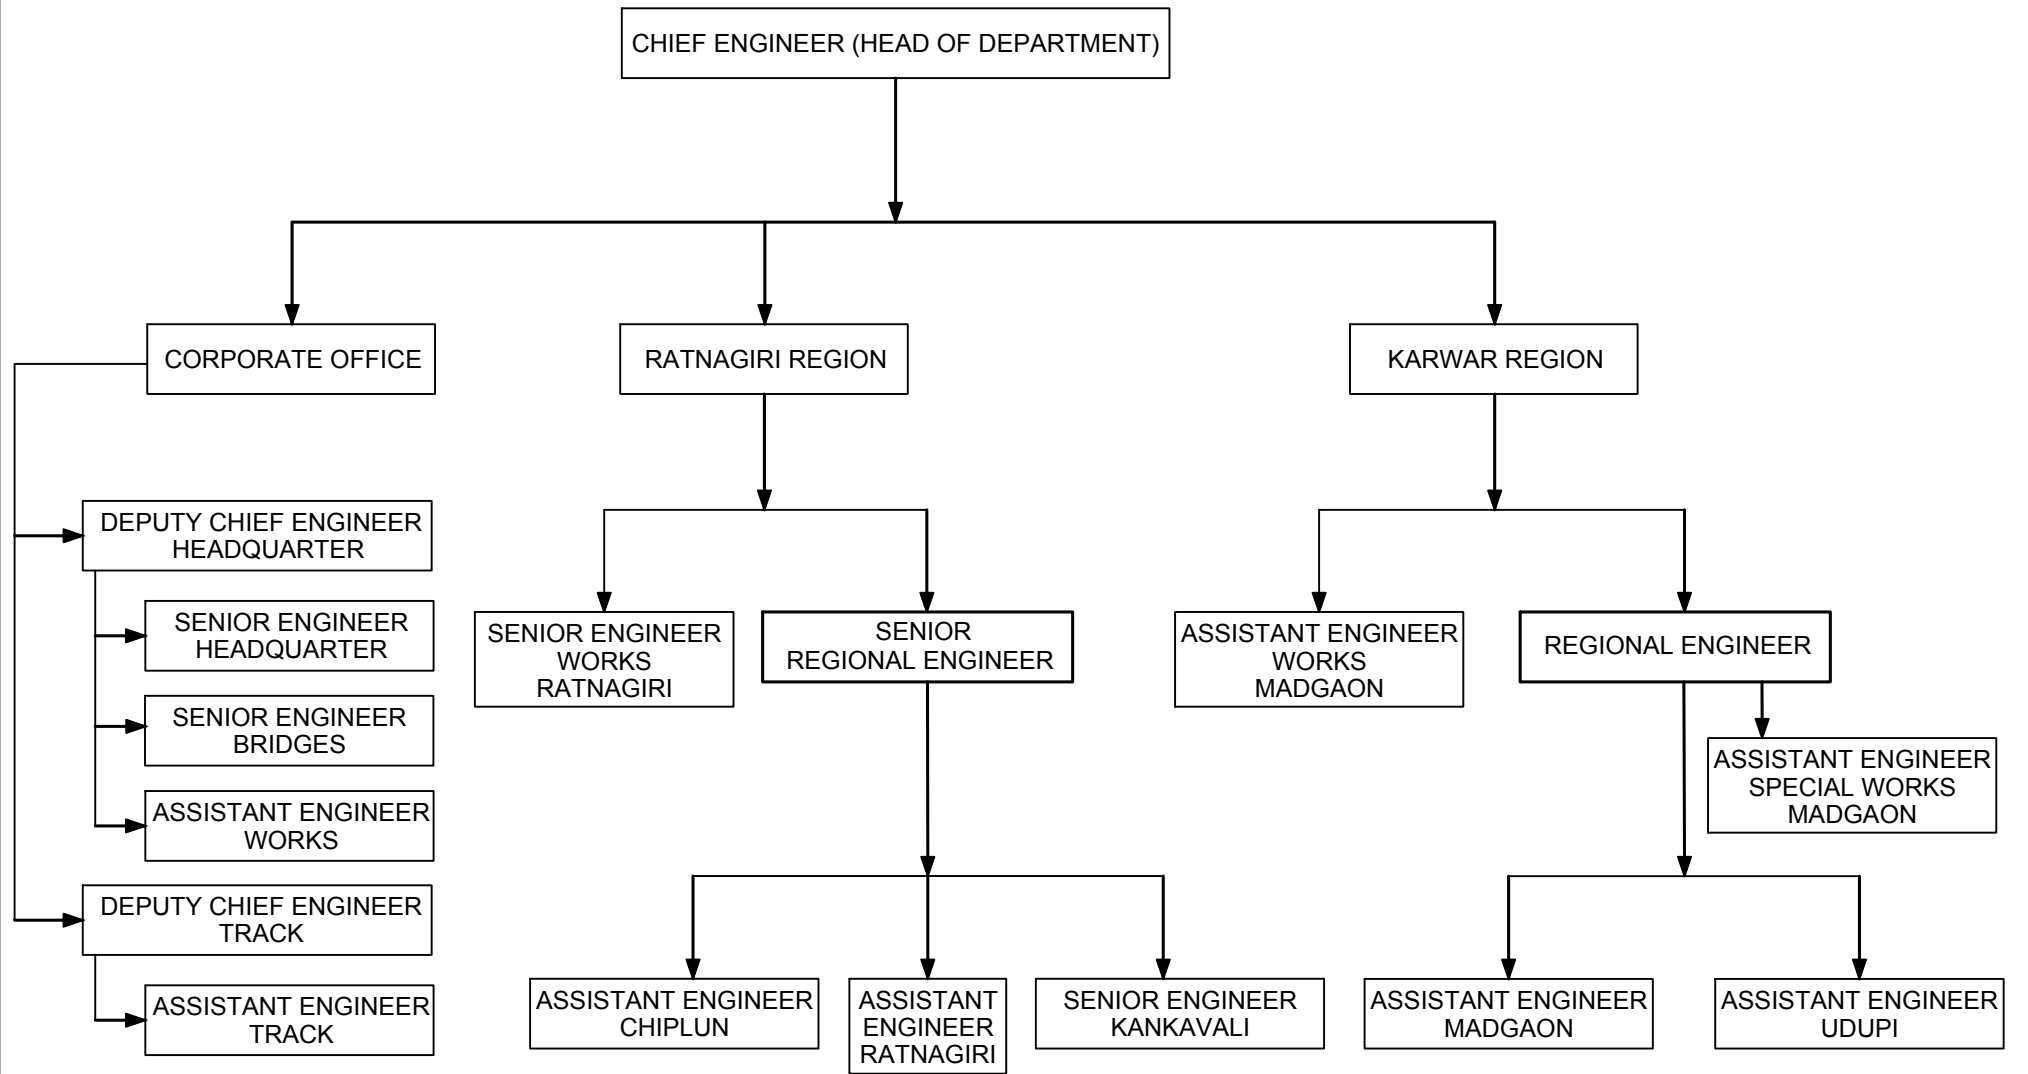 CHIEF ENGINEER (HEAD OF DEPARTMENT)
CORPORATE OFFICE
RATNAGIRI REGION
KARWAR REGION
DEPUTY CHIEF ENGINEER
HEADQUARTER
SENIOR ENGINEER
HEADQUARTER
SENIOR ENGINEER
BRIDGES
ASSISTANT ENGINEER
WORKS
DEPUTY CHIEF ENGINEER
TRACK
ASSISTANT ENGINEER
TRACK
SENIOR ENGINEER
WORKS
RATNAGIRI
SENIOR
REGIONAL ENGINEER
ASSISTANT ENGINEER
CHIPLUN
ASSISTANT
ENGINEER
RATNAGIRI
SENIOR ENGINEER
KANKAVALI
ASSISTANT ENGINEER
WORKS
MADGAON
REGIONAL ENGINEER
ASSISTANT ENGINEER
SPECIAL WORKS
MADGAON
ASSISTANT ENGINEER
MADGAON
ASSISTANT ENGINEER
UDUPI